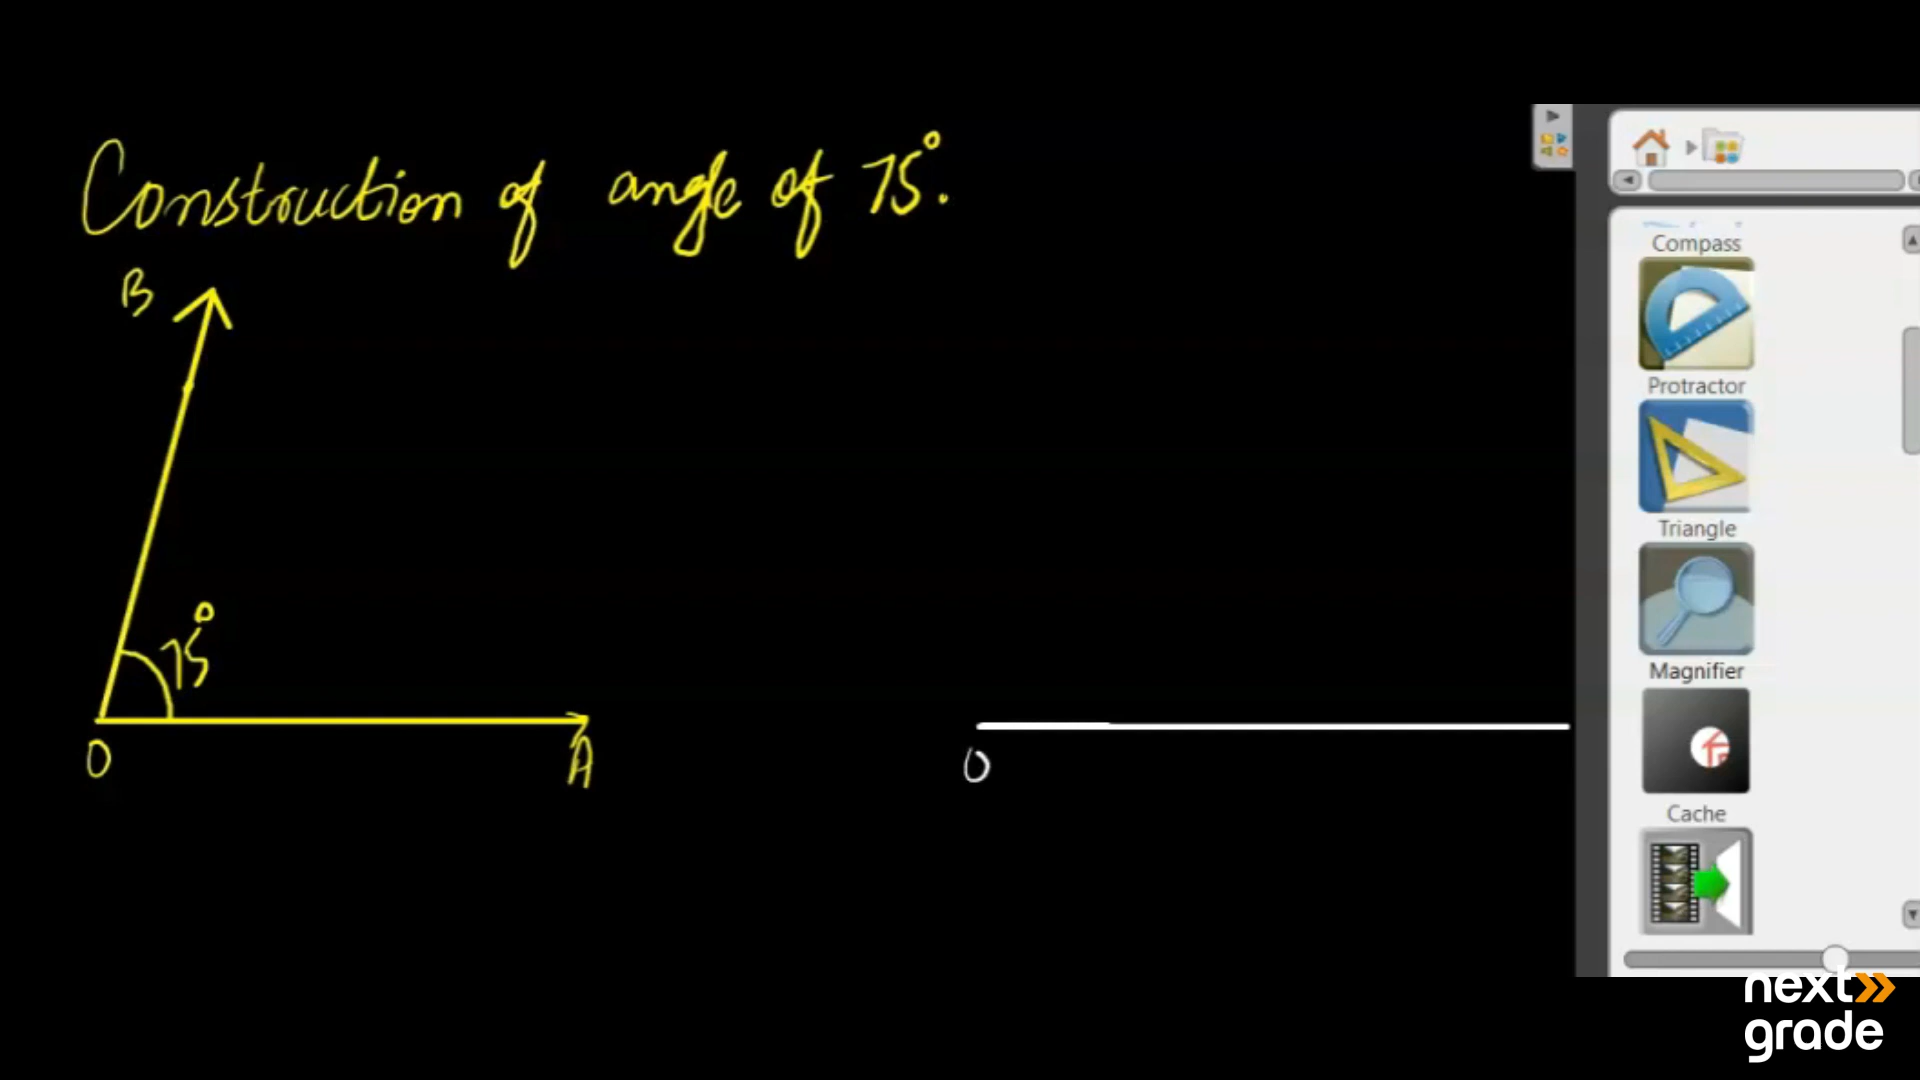 Construction of angle of 75°.
B
75°
O
A
O
Compass
Protractor
Triangle
Magnifier
Cache
next
grade